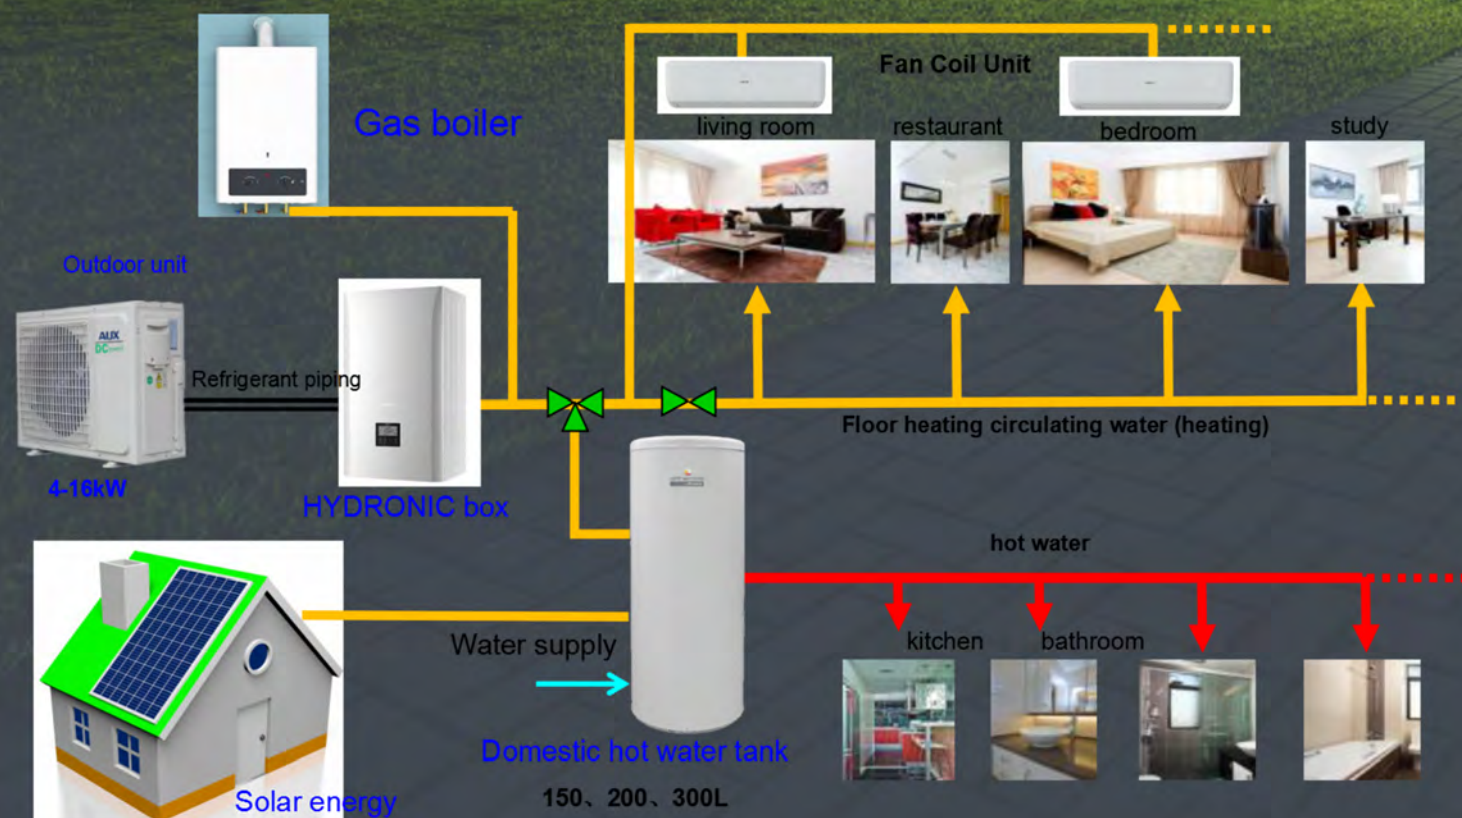 Fan Coil Unit
Gas boiler
living room
restaurant
bedroom
study
Outdoor unit
AUX
Refrigerant piping
Floor heating circulating water (heating)
4-16kW
HYDRONIC box
hot water
Water supply
kitchen
bathroom
Domestic hot water tank
Solar energy
150、200、300L